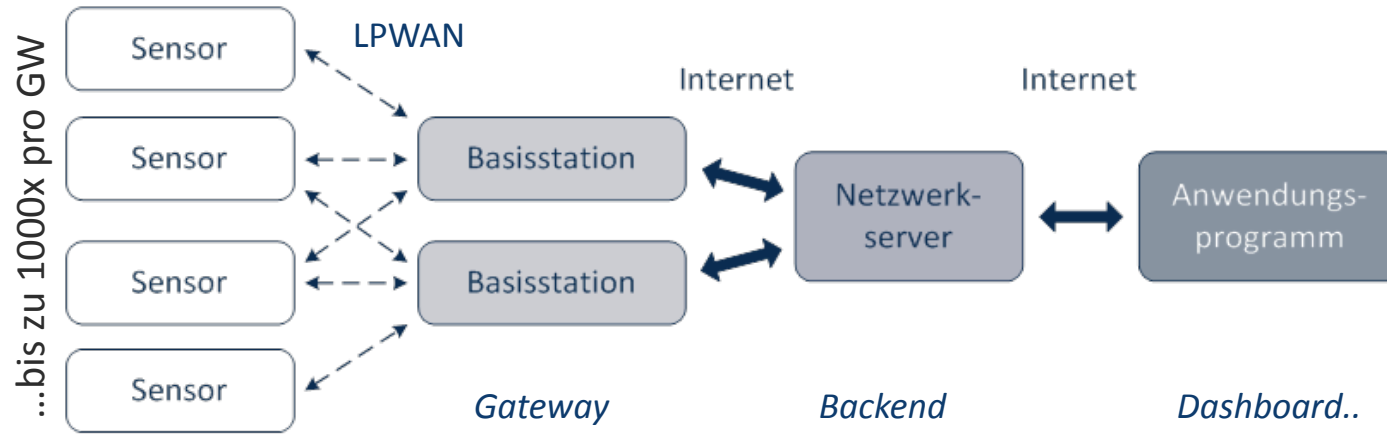 ...bis zu 1000x pro GW
Sensor
LPWAN
Internet
Internet
Sensor
Basisstation
Netzwerk-
server
Anwendungs-
programm
Sensor
Basisstation
Sensor
Gateway
Backend
Dashboard..